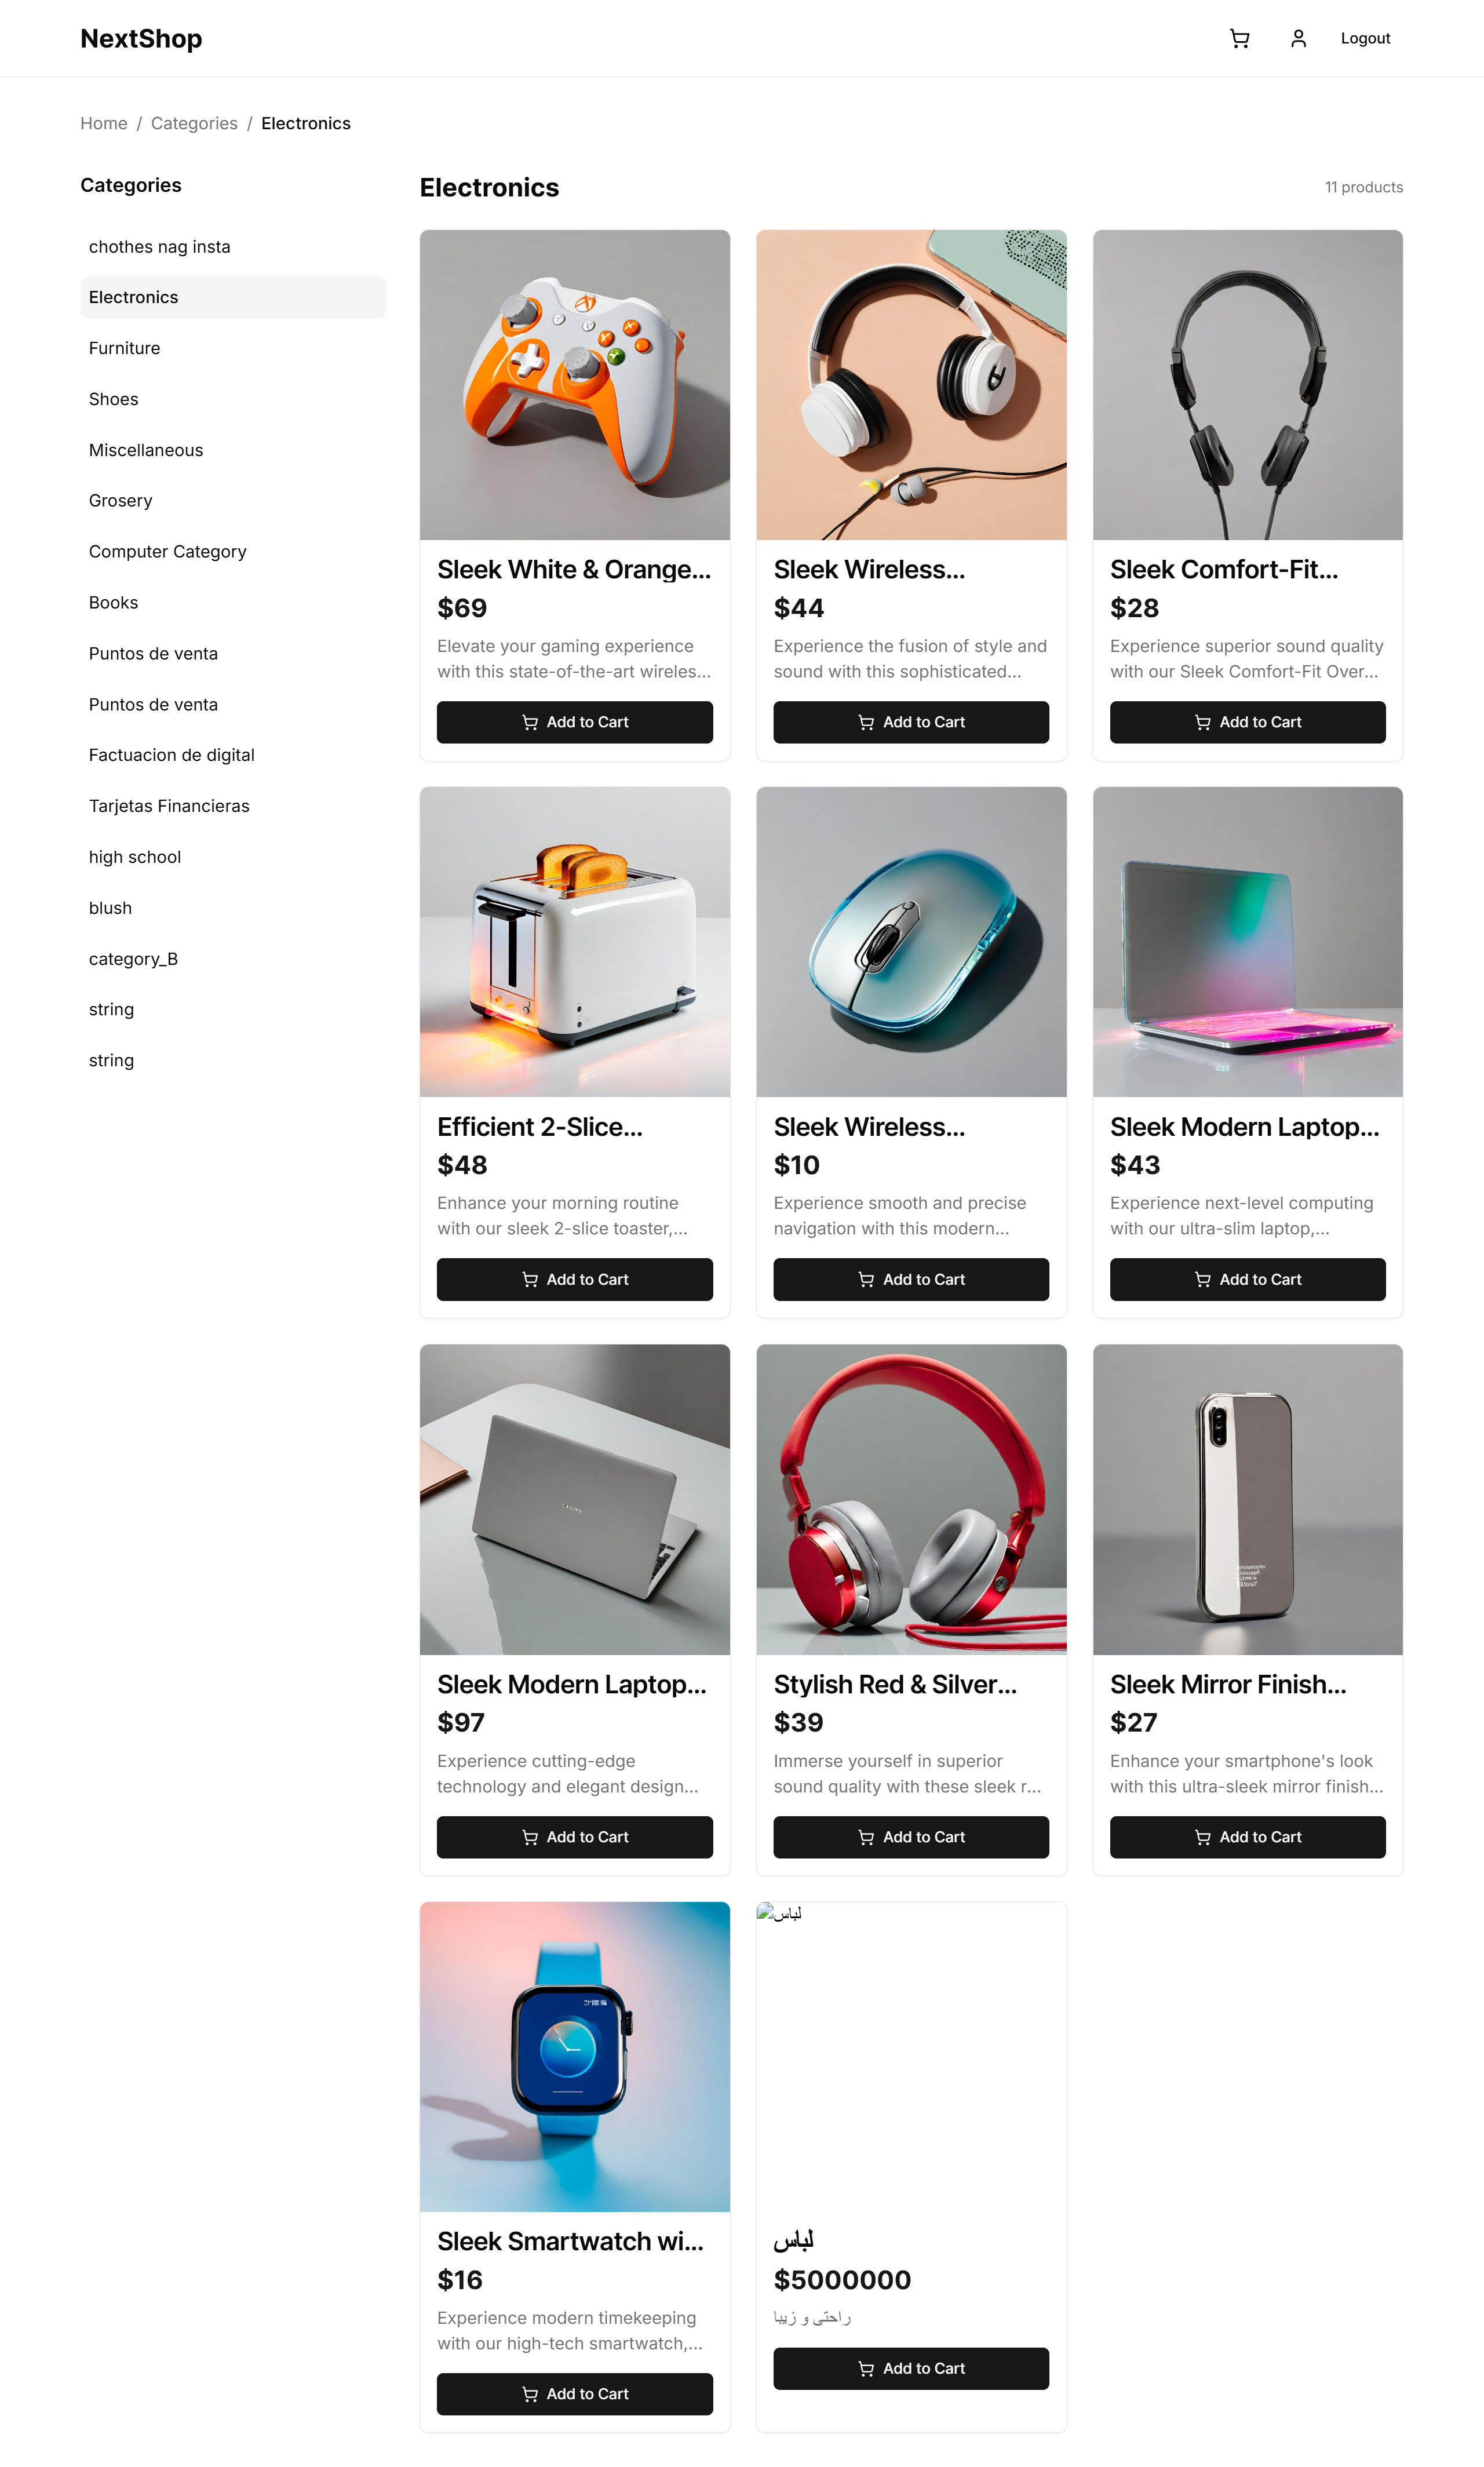 NextShop
Logout
Home / Categories / Electronics
Categories
chothes nag insta
Electronics
Furniture
Shoes
Miscellaneous
Grosery
Computer Category
Books
Puntos de venta
Puntos de venta
Factuacion de digital
Tarjetas Financieras
high school
blush
category_B
string
string
Electronics
11 products
Sleek White & Orange...
$69
Elevate your gaming experience
with this state-of-the-art wireles...
Add to Cart
Sleek Wireless...
$44
Experience the fusion of style and
sound with this sophisticated...
Add to Cart
Sleek Comfort-Fit...
$28
Experience superior sound quality
with our Sleek Comfort-Fit Over...
Add to Cart
Efficient 2-Slice...
$48
Enhance your morning routine
with our sleek 2-slice toaster,...
Add to Cart
Sleek Wireless...
$10
Experience smooth and precise
navigation with this modern...
Add to Cart
Sleek Modern Laptop...
$43
Experience next-level computing
with our ultra-slim laptop,...
Add to Cart
Sleek Modern Laptop...
$97
Experience cutting-edge
technology and elegant design...
Add to Cart
Stylish Red & Silver...
$39
Immerse yourself in superior
sound quality with these sleek r...
Add to Cart
Sleek Mirror Finish...
$27
Enhance your smartphone's look
with this ultra-sleek mirror finish...
Add to Cart
Sleek Smartwatch wi...
$16
Experience modern timekeeping
with our high-tech smartwatch,...
Add to Cart
لباس
لباس
$5000000
راحتی و زیبا
Add to Cart